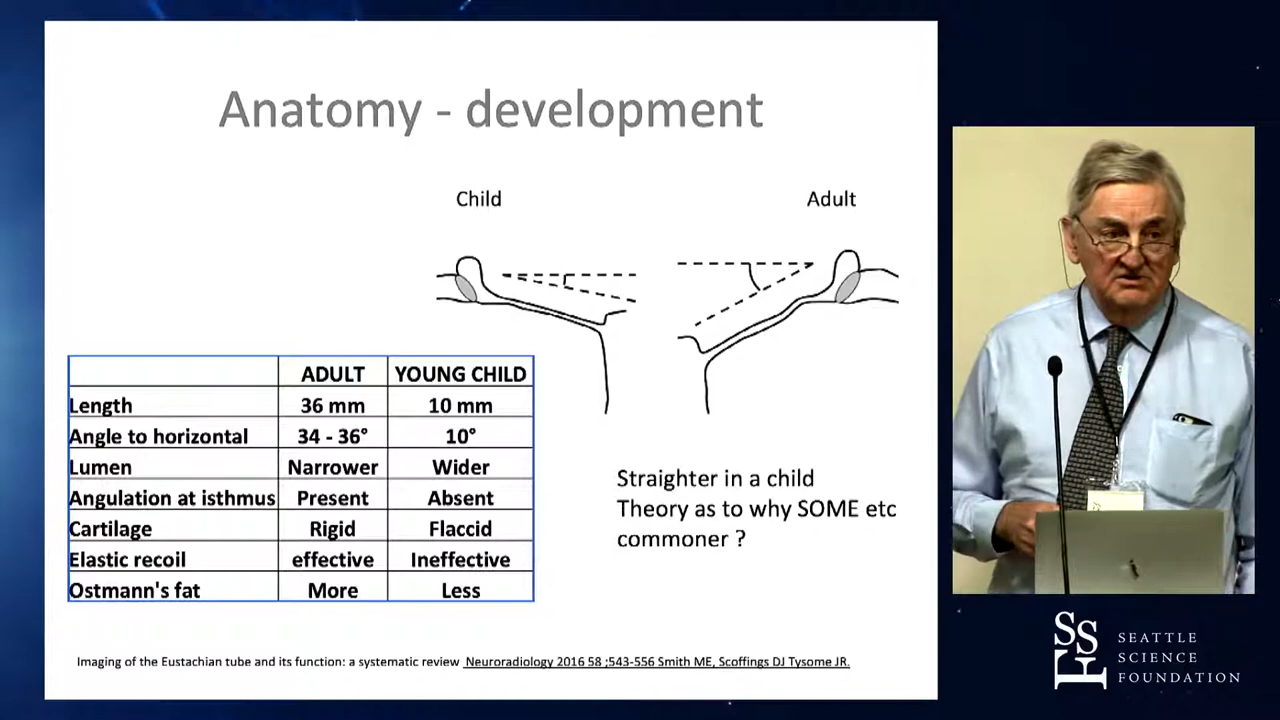 Anatomy - development
Child
Adult
ADULT YOUNG CHILD
Length 36 mm 10 mm
Angle to horizontal 34 - 36° 10°
Lumen Narrower Wider
Angulation at isthmus Present Absent
Cartilage Rigid Flaccid
Elastic recoil effective Ineffective
Ostmann's fat More Less
Straighter in a child
Theory as to why SOME etc
commoner ?
Imaging of the Eustachian tube and its function: a systematic review Neuroradiology 2016 58 ;543-556 Smith ME, Scoffings DJ Tysome JR.
SSF
SEATTLE
SCIENCE
FOUNDATION